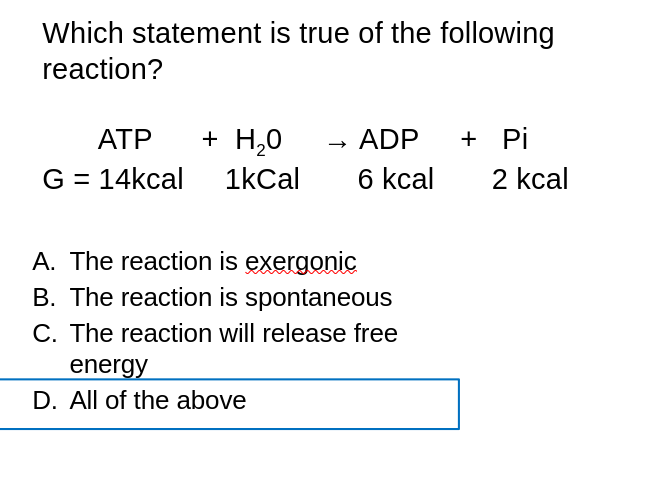 Which statement is true of the following
reaction?
ATP + H₂0 → ADP + Pi
G = 14kcal 1kCal 6 kcal 2 kcal
A. The reaction is exergonic
B. The reaction is spontaneous
C. The reaction will release free
energy
D. All of the above